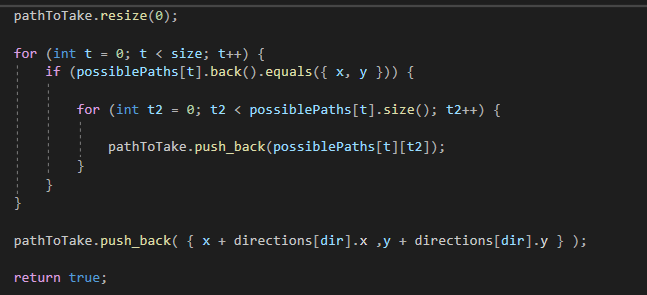 pathToTake.resize(0);
for (int t = 0; t < size; t++) {
if (possiblePaths[t].back().equals({ x, y })) {
for (int t2 = 0; t2 < possiblePaths[t].size(); t2++) {
pathToTake.push_back(possiblePaths[t][t2]);
}
}
}
pathToTake.push_back( { x + directions[dir].x ,y + directions[dir].y } );
return true;